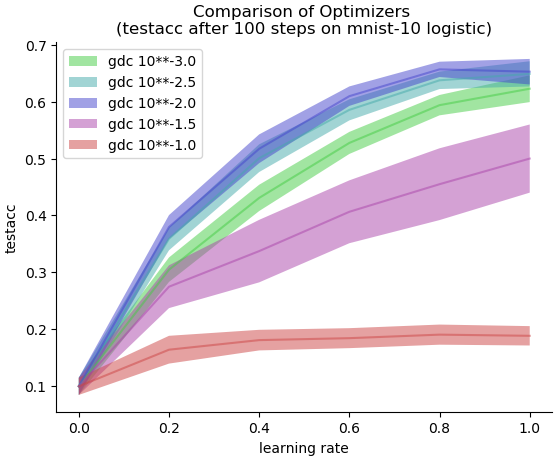 Comparison of Optimizers
(testacc after 100 steps on mnist-10 logistic)
gdc 10**-3.0
gdc 10**-2.5
gdc 10**-2.0
gdc 10**-1.5
gdc 10**-1.0
testacc
0.7
0.6
0.5
0.4
0.3
0.2
0.1
0.0 0.2 0.4 0.6 0.8 1.0
learning rate